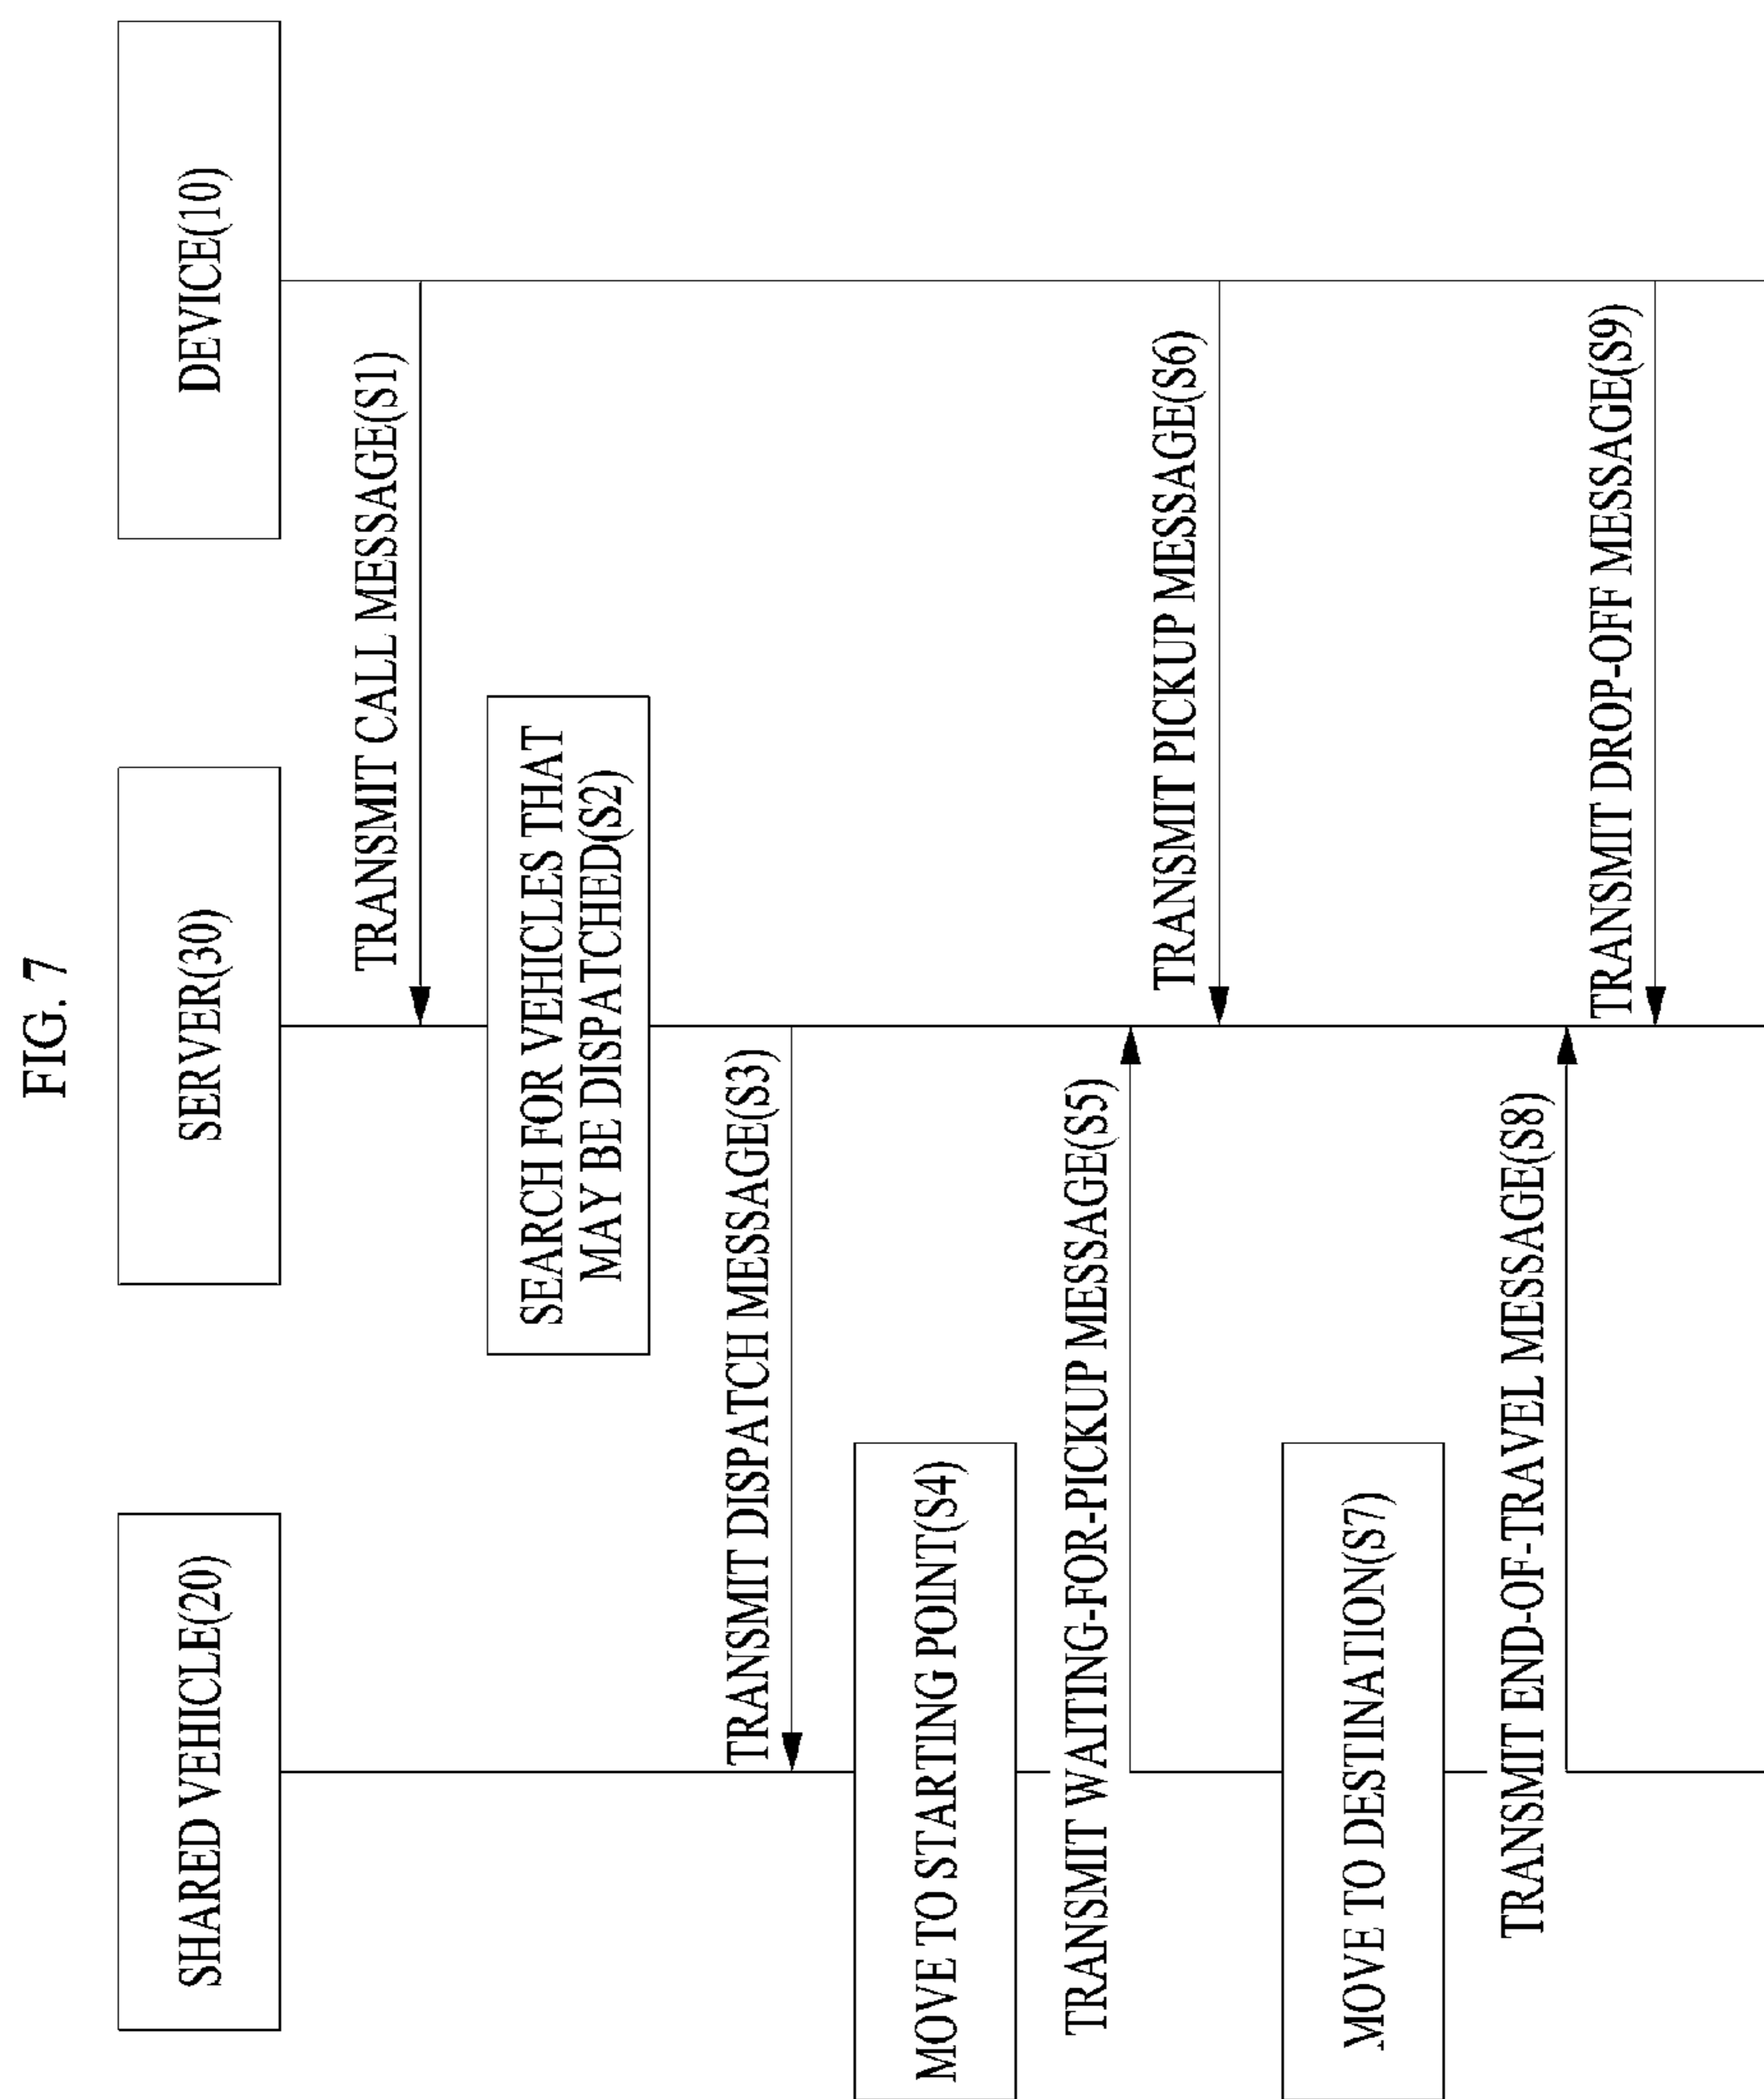 FIG. 7
SHARED VEHICLE(20)
SERVER(30)
DEVICE(10)
TRANSMIT CALL MESSAGE(S1)
SEARCH FOR VEHICLES THAT
MAY BE DISPATCHED(S2)
TRANSMIT DISPATCH MESSAGE(S3)
MOVE TO STARTING POINT(S4)
TRANSMIT WAITING-FOR-PICKUP MESSAGE(S5)
TRANSMIT PICKUP MESSAGE(S6)
MOVE TO DESTINATION(S7)
TRANSMIT END-OF-TRAVEL MESSAGE(S8)
TRANSMIT DROP-OFF MESSAGE(S9)